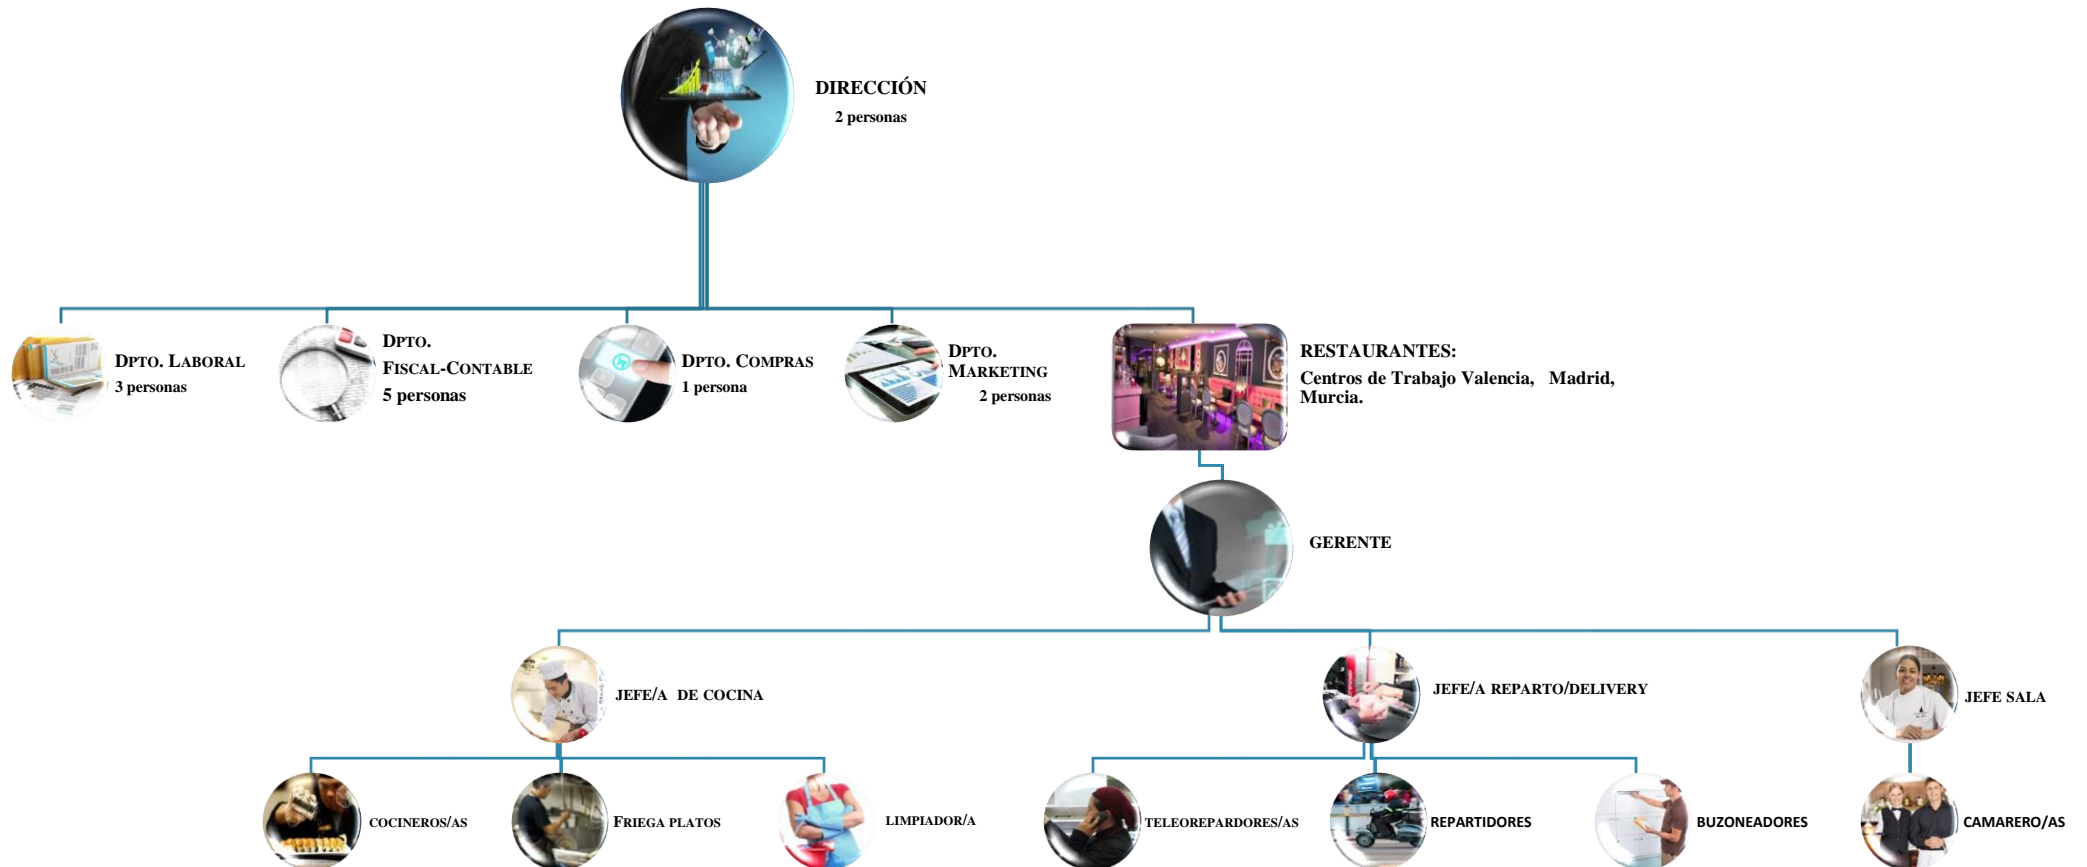 DIRECCIÓN
2 personas
DPTO. LABORAL
3 personas
DPTO.
FISCAL-CONTABLE
5 personas
DPTO. COMPRAS
1 persona
DPTO.
MARKETING
2 personas
RESTAURANTES:
Centros de Trabajo Valencia, Madrid,
Murcia.
GERENTE
JEFE/A DE COCINA
JEFE/A REPARTO/DELIVERY
JEFE SALA
COCINEROS/AS
FRIEGA PLATOS
LIMPIADOR/A
TELEOREPARDORES/AS
REPARTIDORES
BUZONEADORES
CAMARERO/AS